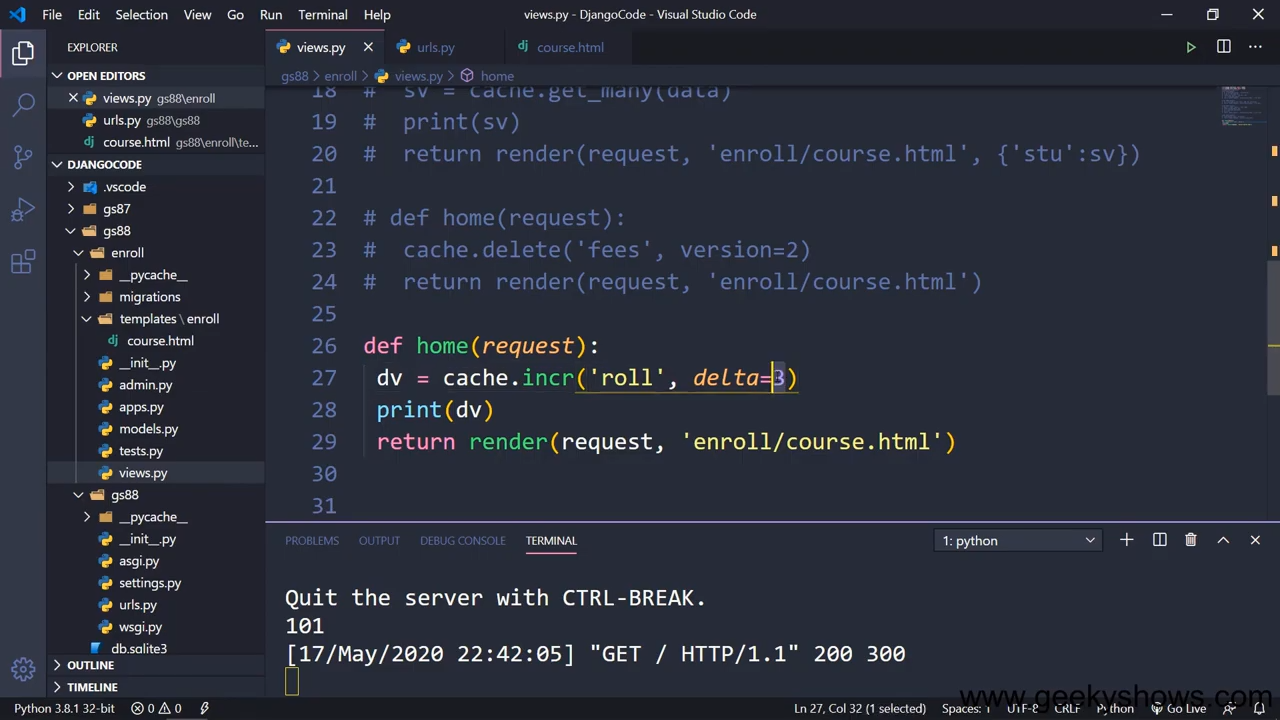 File Edit Selection View Go Run Terminal Help
views.py - DjangoCode - Visual Studio Code
EXPLORER
OPEN EDITORS
views.py gs88\enroll
urls.py gs88\gs88
course.html gs88\enroll\te...
DJANGOCODE
.vscode
gs87
gs88
enroll
__pycache__
migrations
templates \ enroll
course.html
__init__.py
admin.py
apps.py
models.py
tests.py
views.py
gs88
__pycache__
__init__.py
asgi.py
settings.py
urls.py
wsgi.py
db.sqlite3
OUTLINE
TIMELINE
views.py urls.py course.html
gs88 > enroll > views.py > home
18 # sv = cache.get_many(data)
19 # print(sv)
20 # return render(request, 'enroll/course.html', {'stu':sv})
21
22 # def home(request):
23 # cache.delete('fees', version=2)
24 # return render(request, 'enroll/course.html')
25
26 def home(request):
27 dv = cache.incr('roll', delta=3)
28 print(dv)
29 return render(request, 'enroll/course.html')
30
31
PROBLEMS OUTPUT DEBUG CONSOLE TERMINAL
1: python
Quit the server with CTRL-BREAK.
101
[17/May/2020 22:42:05] "GET / HTTP/1.1" 200 300
www.geekyshows.com
Python 3.8.1 32-bit 0 0 Ln 27, Col 32 (1 selected) Spaces: 1 UTF-8 CRLF Python Go Live